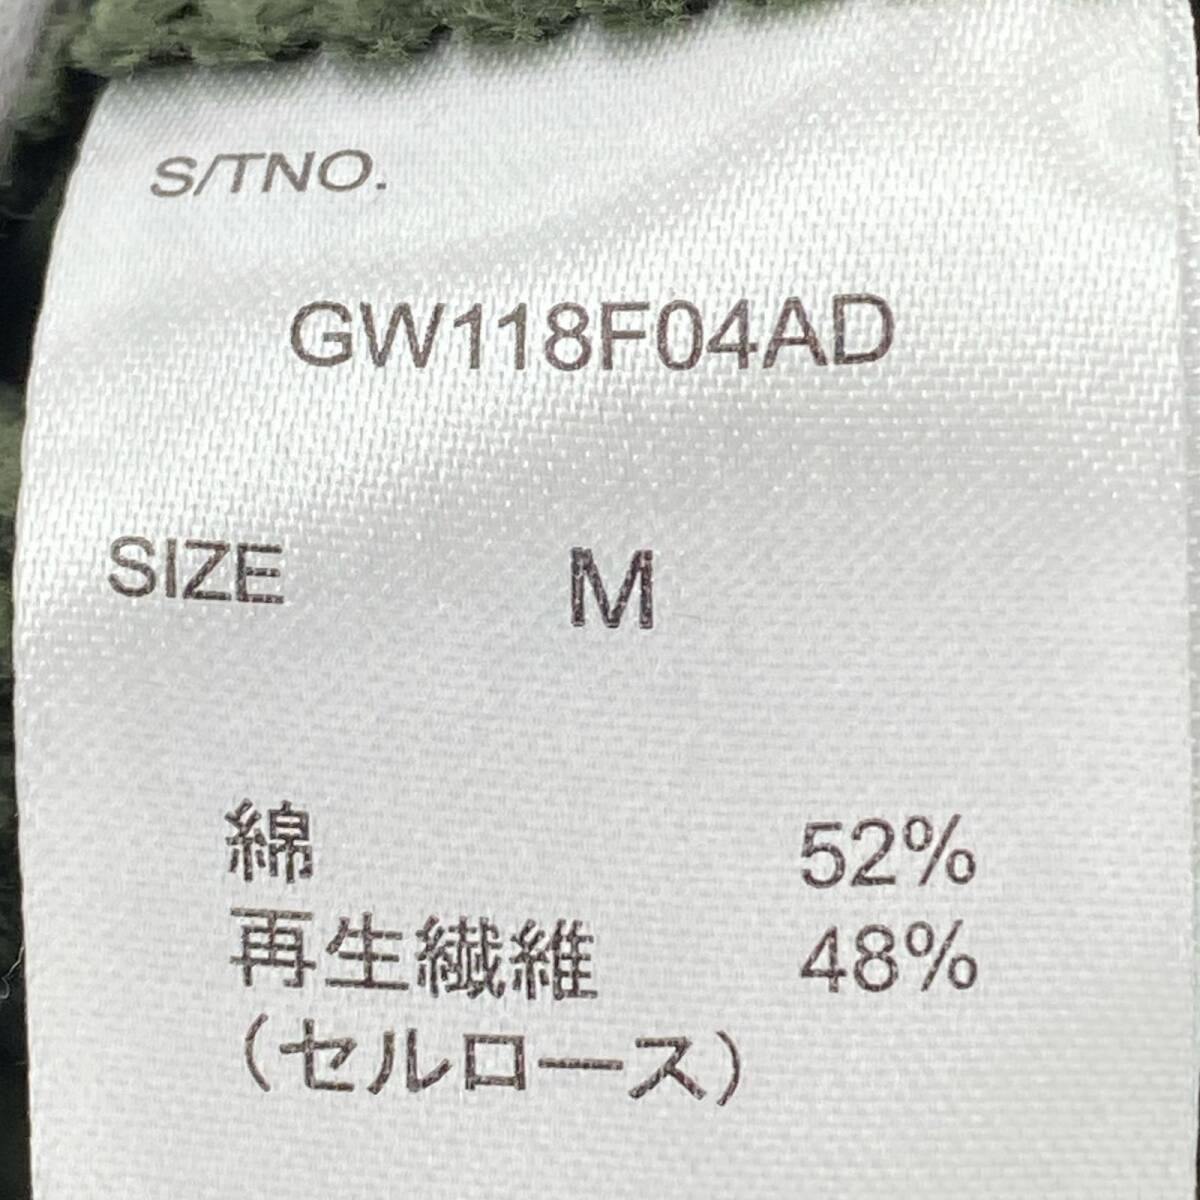 S/TNO.
GW118F04AD
SIZE M
綿 52%
再生繊維 48%
（セルロース）